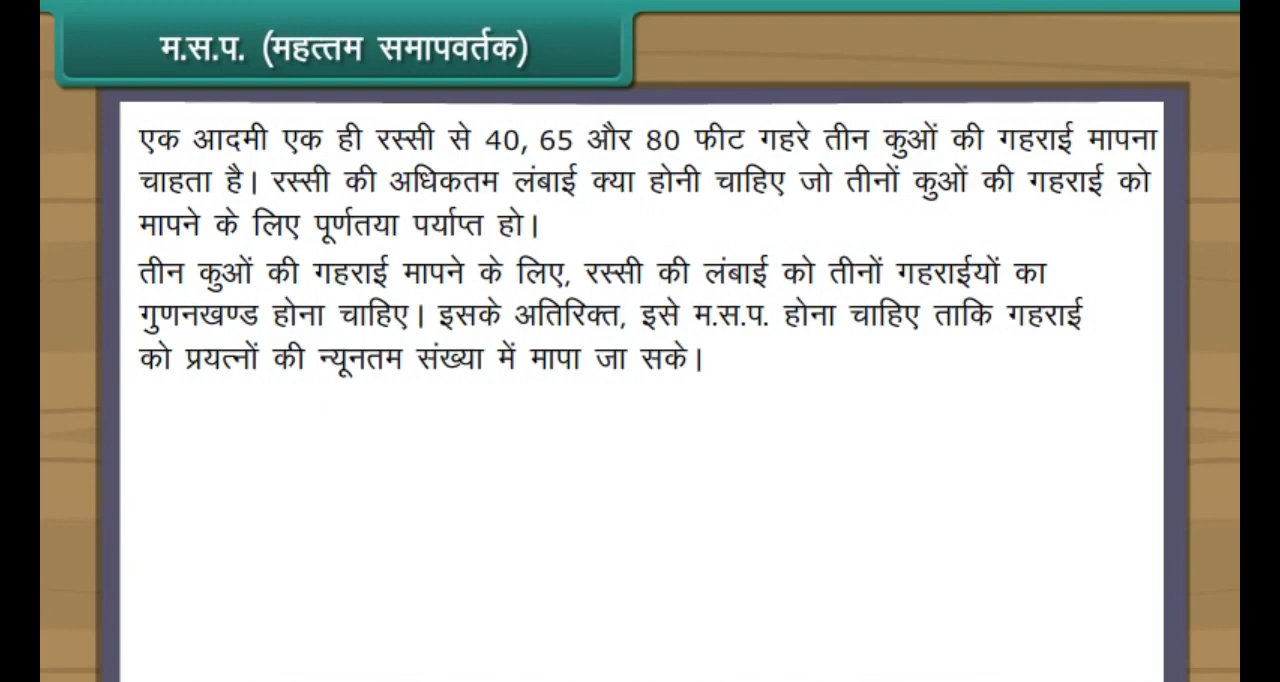 म.स.प. (महत्तम समापवर्तक)
एक आदमी एक ही रस्सी से 40, 65 और 80 फीट गहरे तीन कुओं की गहराई मापना
चाहता है। रस्सी की अधिकतम लंबाई क्या होनी चाहिए जो तीनों कुओं की गहराई को
मापने के लिए पूर्णतया पर्याप्त हो।
तीन कुओं की गहराई मापने के लिए, रस्सी की लंबाई को तीनों गहराईयों का
गुणनखण्ड होना चाहिए। इसके अतिरिक्त, इसे म.स.प. होना चाहिए ताकि गहराई
को प्रयत्नों की न्यूनतम संख्या में मापा जा सके।